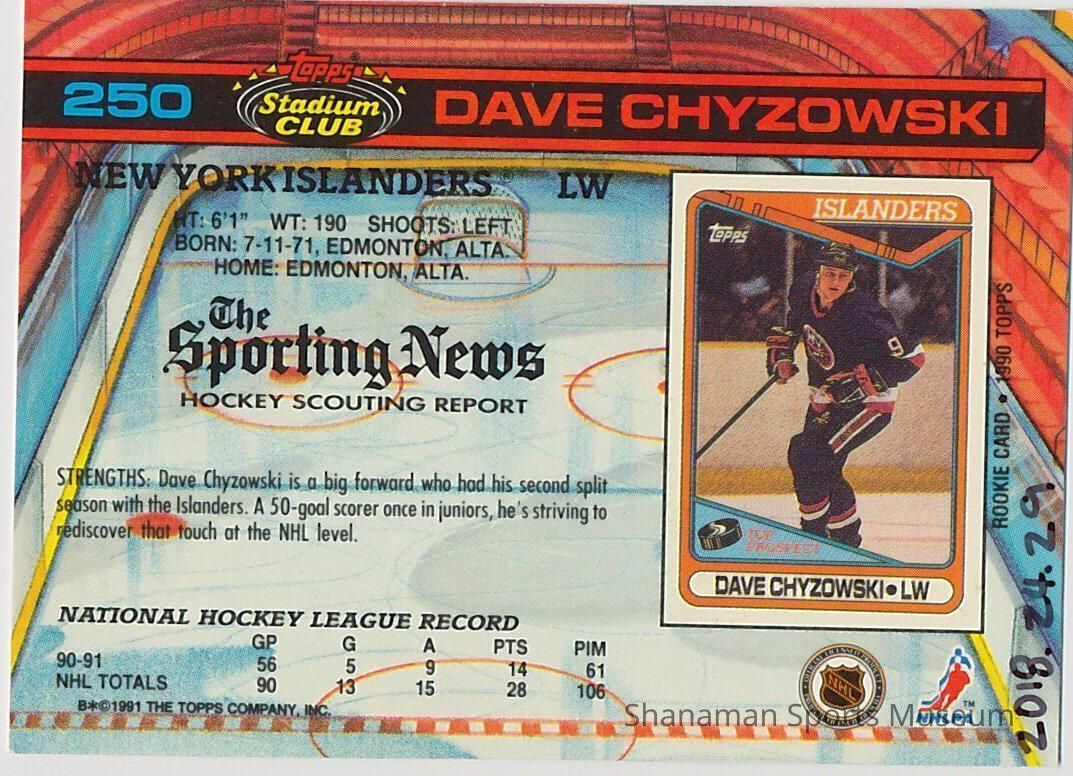 250
Topps
Stadium
CLUB
DAVE CHYZOWSKI
NEW YORK ISLANDERS LW
HT: 6'1" WT: 190 SHOOTS: LEFT
BORN: 7-11-71, EDMONTON, ALTA.
HOME: EDMONTON, ALTA.
The
Sporting News
HOCKEY SCOUTING REPORT
STRENGTHS: Dave Chyzowski is a big forward who had his second split
season with the Islanders. A 50-goal scorer once in juniors, he's striving to
rediscover that touch at the NHL level.
NATIONAL HOCKEY LEAGUE RECORD
GP G A PTS PIM
90-91 56 5 9 14 61
NHL TOTALS 90 13 15 28 106
B*©1991 THE TOPPS COMPANY, INC.
ISLANDERS
Topps
9
TOP
PROSPECT
DAVE CHYZOWSKI•LW
ROOKIE CARD • 1990 TOPPS
NHL
NHLPA™
Shanaman Sports Museum
2018.24.29.